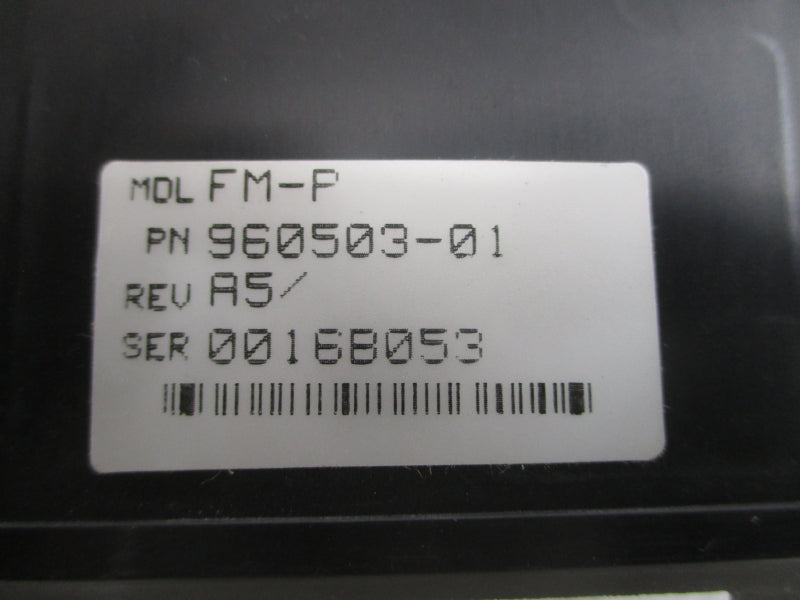 MDL FM-P
PN 960503-01
REV A5/
SER 00168053